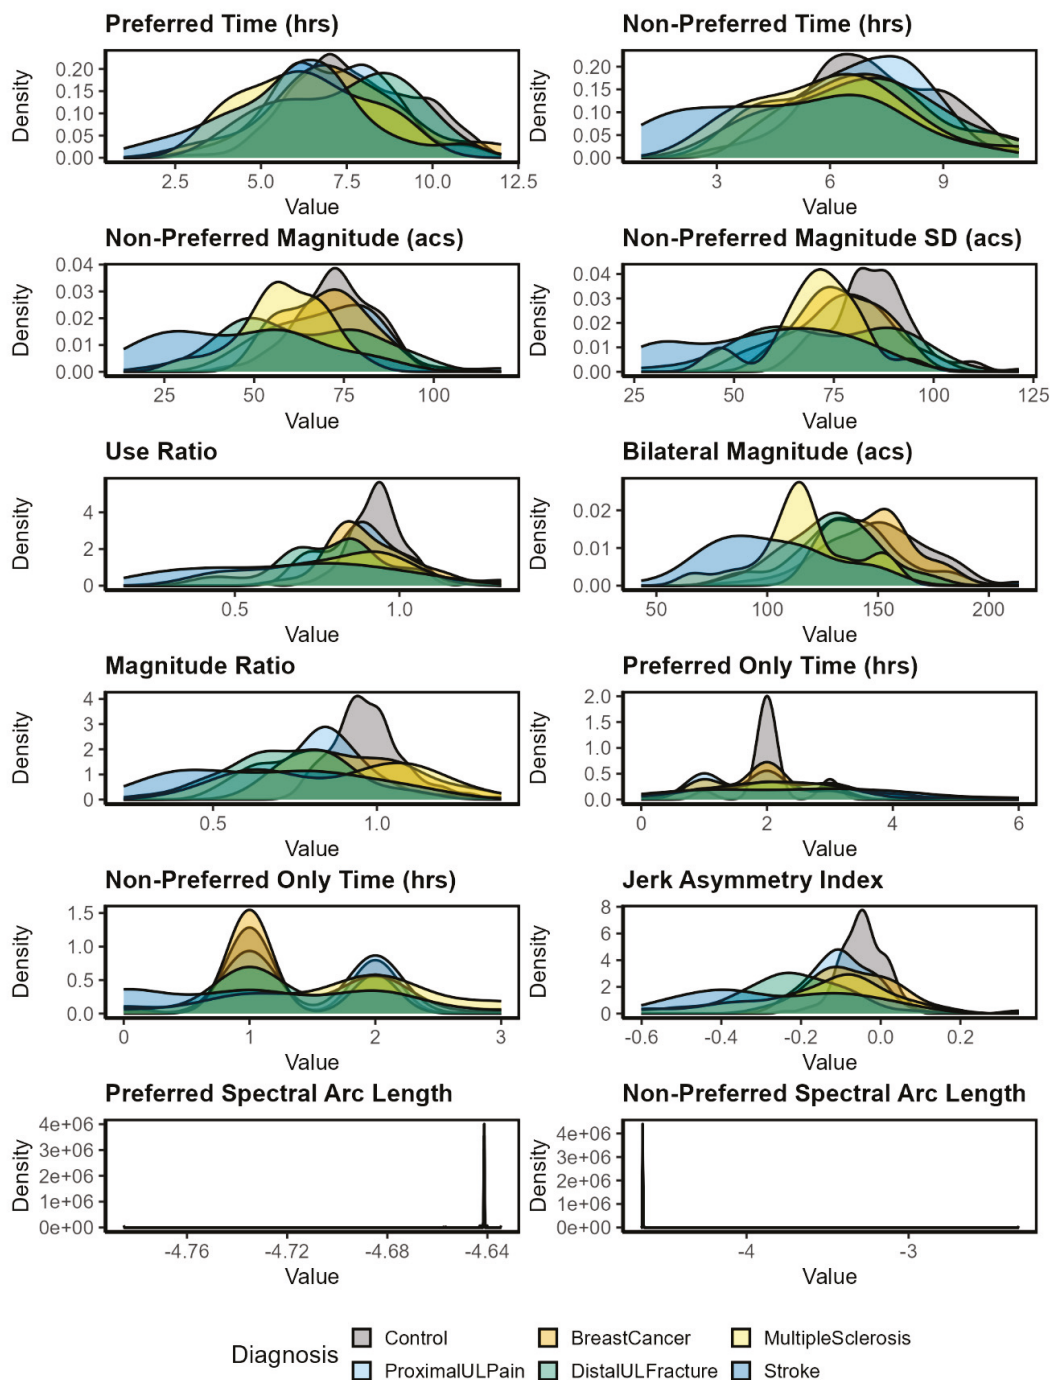 Preferred Time (hrs)
Non-Preferred Time (hrs)
Density
0.20
0.15
0.10
0.05
0.00
2.5
5.0
7.5
10.0
12.5
Value
Density
0.20
0.15
0.10
0.05
0.00
3
6
9
Value
Non-Preferred Magnitude (acs)
Non-Preferred Magnitude SD (acs)
Density
0.04
0.03
0.02
0.01
0.00
25
50
75
100
Value
Density
0.04
0.03
0.02
0.01
0.00
25
50
75
100
125
Value
Use Ratio
Bilateral Magnitude (acs)
Density
4
2
0
0.5
1.0
Value
Density
0.02
0.01
0.00
50
100
150
200
Value
Magnitude Ratio
Preferred Only Time (hrs)
Density
4
3
2
1
0
0.5
1.0
Value
Density
2.0
1.5
1.0
0.5
0.0
0
2
4
6
Value
Non-Preferred Only Time (hrs)
Jerk Asymmetry Index
Density
1.5
1.0
0.5
0.0
0
1
2
3
Value
Density
8
6
4
2
0
-0.6
-0.4
-0.2
0.0
0.2
Value
Preferred Spectral Arc Length
Non-Preferred Spectral Arc Length
Density
4e+06
3e+06
2e+06
1e+06
0e+00
-4.76
-4.72
-4.68
-4.64
Value
Density
4e+06
3e+06
2e+06
1e+06
0e+00
-4
-3
Value
Diagnosis
Control
BreastCancer
MultipleSclerosis
ProximalULPain
DistalULFracture
Stroke